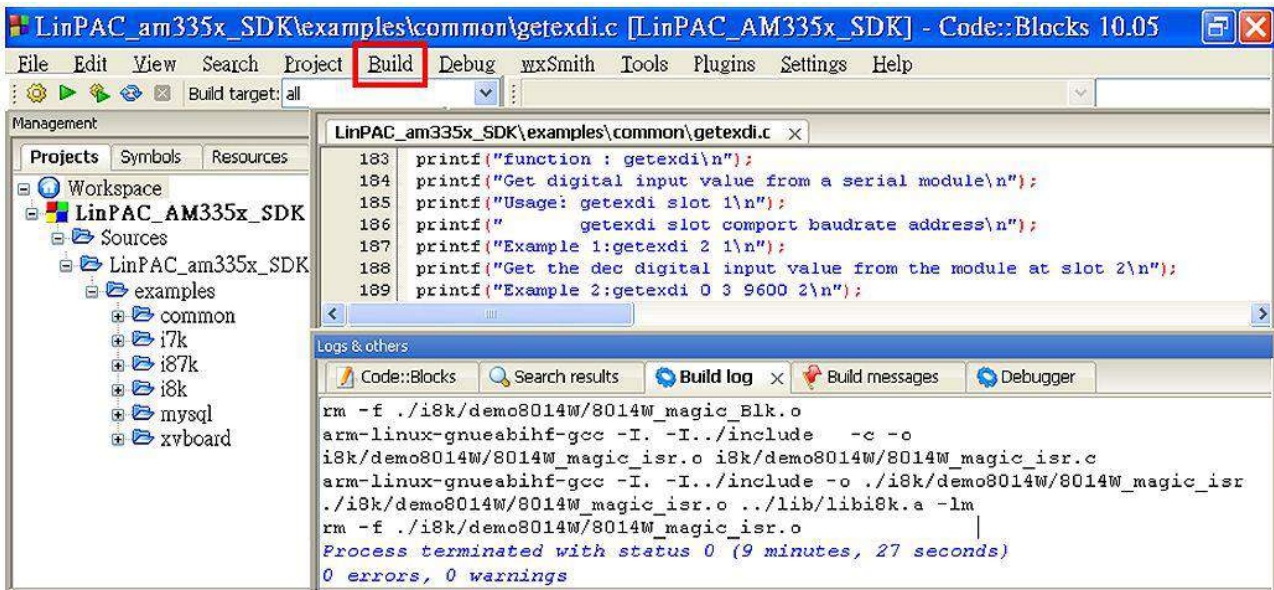 LinPAC_am335x_SDK\examples\common\getexdi.c [LinPAC_AM335x_SDK] - Code::Blocks 10.05
File Edit View Search Project Build Debug wxSmith Tools Plugins Settings Help
Build target: all
Management
Projects Symbols Resources
Workspace
LinPAC_AM335x_SDK
Sources
LinPAC_am335x_SDK
examples
common
i7k
i87k
i8k
mysql
xvboard
LinPAC_am335x_SDK\examples\common\getexdi.c
183 printf("function : getexdi\n");
184 printf("Get digital input value from a serial module\n");
185 printf("Usage: getexdi slot 1\n");
186 printf("       getexdi slot comport baudrate address\n");
187 printf("Example 1:getexdi 2 1\n");
188 printf("Get the dec digital input value from the module at slot 2\n");
189 printf("Example 2:getexdi 0 3 9600 2\n");
Logs & others
Code::Blocks Search results Build log Build messages Debugger
rm -f ./i8k/demo8014W/8014W_magic_Blk.o
arm-linux-gnueabihf-gcc -I. -I../include   -c -o
i8k/demo8014W/8014W_magic_isr.o i8k/demo8014W/8014W_magic_isr.c
arm-linux-gnueabihf-gcc -I. -I../include -o ./i8k/demo8014W/8014W_magic_isr
./i8k/demo8014W/8014W_magic_isr.o ../lib/libi8k.a -lm
rm -f ./i8k/demo8014W/8014W_magic_isr.o
Process terminated with status 0 (9 minutes, 27 seconds)
0 errors, 0 warnings